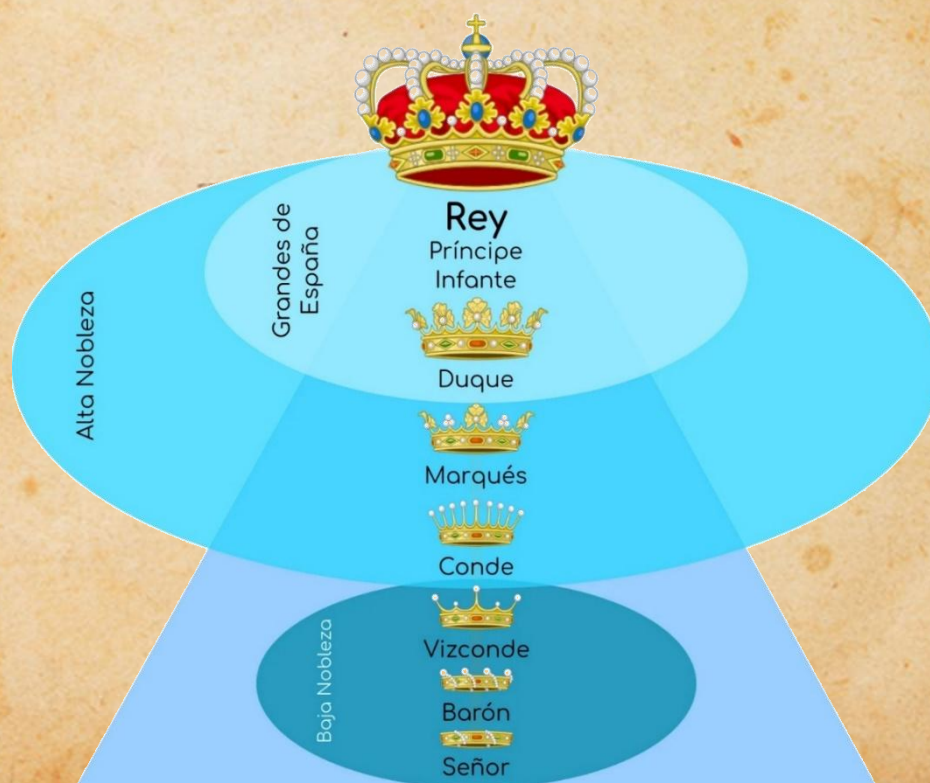 Rey
Príncipe
Infante
Grandes de
España
Duque
Alta Nobleza
Marqués
Conde
Vizconde
Baja Nobleza
Barón
Señor